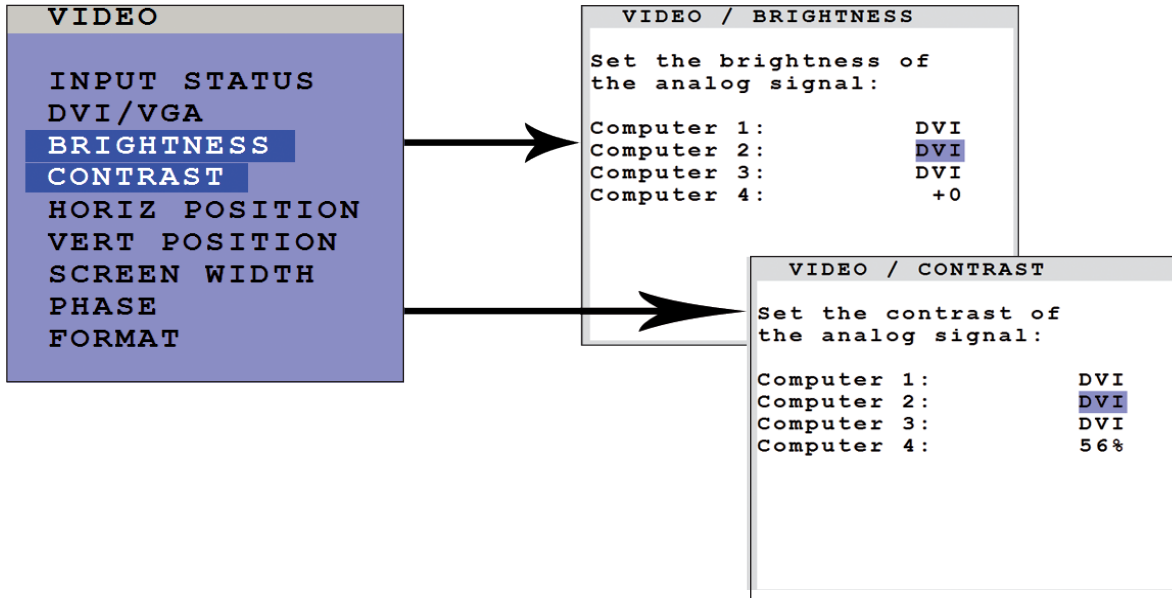 VIDEO
INPUT STATUS
DVI/VGA
BRIGHTNESS
CONTRAST
HORIZ POSITION
VERT POSITION
SCREEN WIDTH
PHASE
FORMAT
VIDEO / BRIGHTNESS
Set the brightness of
the analog signal:
Computer 1: DVI
Computer 2: DVI
Computer 3: DVI
Computer 4: +0
VIDEO / CONTRAST
Set the contrast of
the analog signal:
Computer 1: DVI
Computer 2: DVI
Computer 3: DVI
Computer 4: 56%